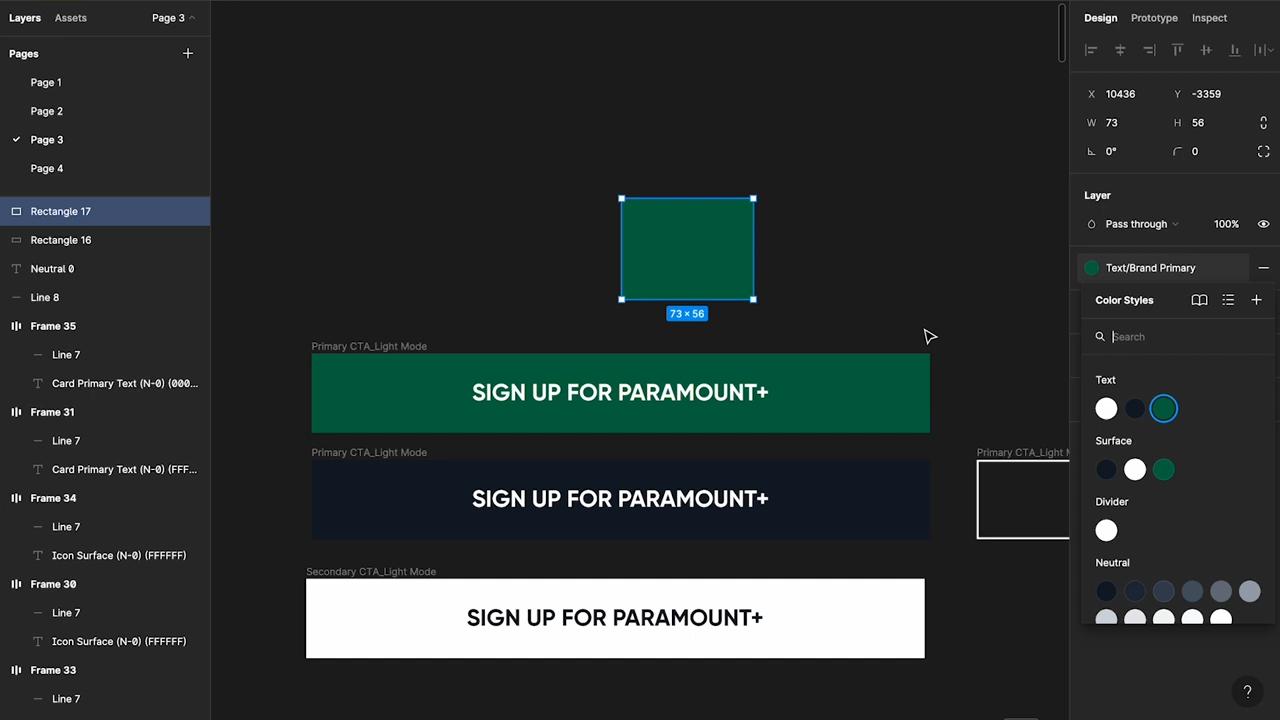 Layers Assets Page 3
Pages
Page 1
Page 2
Page 3
Page 4
Rectangle 17
Rectangle 16
Neutral 0
Line 8
Frame 35
Line 7
Card Primary Text (N-0) (000...
Frame 31
Line 7
Card Primary Text (N-0) (FFF...
Frame 34
Line 7
Icon Surface (N-0) (FFFFFF)
Frame 30
Line 7
Icon Surface (N-0) (FFFFFF)
Frame 33
Line 7
73 × 56
Primary CTA_Light Mode
SIGN UP FOR PARAMOUNT+
Primary CTA_Light Mode
SIGN UP FOR PARAMOUNT+
Primary CTA_Light M
Secondary CTA_Light Mode
SIGN UP FOR PARAMOUNT+
Design Prototype Inspect
X 10436 Y -3359
W 73 H 56
0° 0
Layer
Pass through 100%
Text/Brand Primary
Color Styles
Search
Text
Surface
Divider
Neutral
?